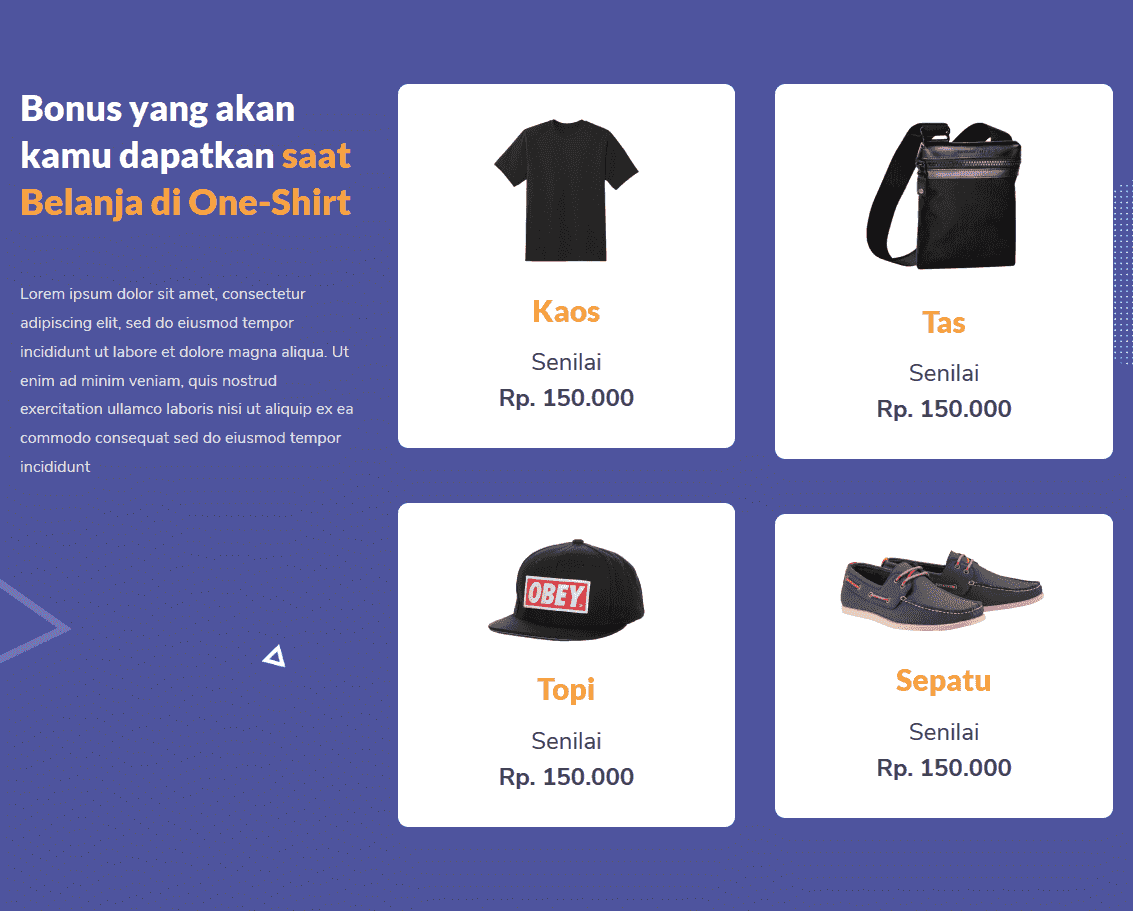 Bonus yang akan
kamu dapatkan saat
Belanja di One-Shirt
Lorem ipsum dolor sit amet, consectetur
adipiscing elit, sed do eiusmod tempor
incididunt ut labore et dolore magna aliqua. Ut
enim ad minim veniam, quis nostrud
exercitation ullamco laboris nisi ut aliquip ex ea
commodo consequat sed do eiusmod tempor
incididunt
Kaos
Senilai
Rp. 150.000
Tas
Senilai
Rp. 150.000
OBEY
Topi
Senilai
Rp. 150.000
Sepatu
Senilai
Rp. 150.000